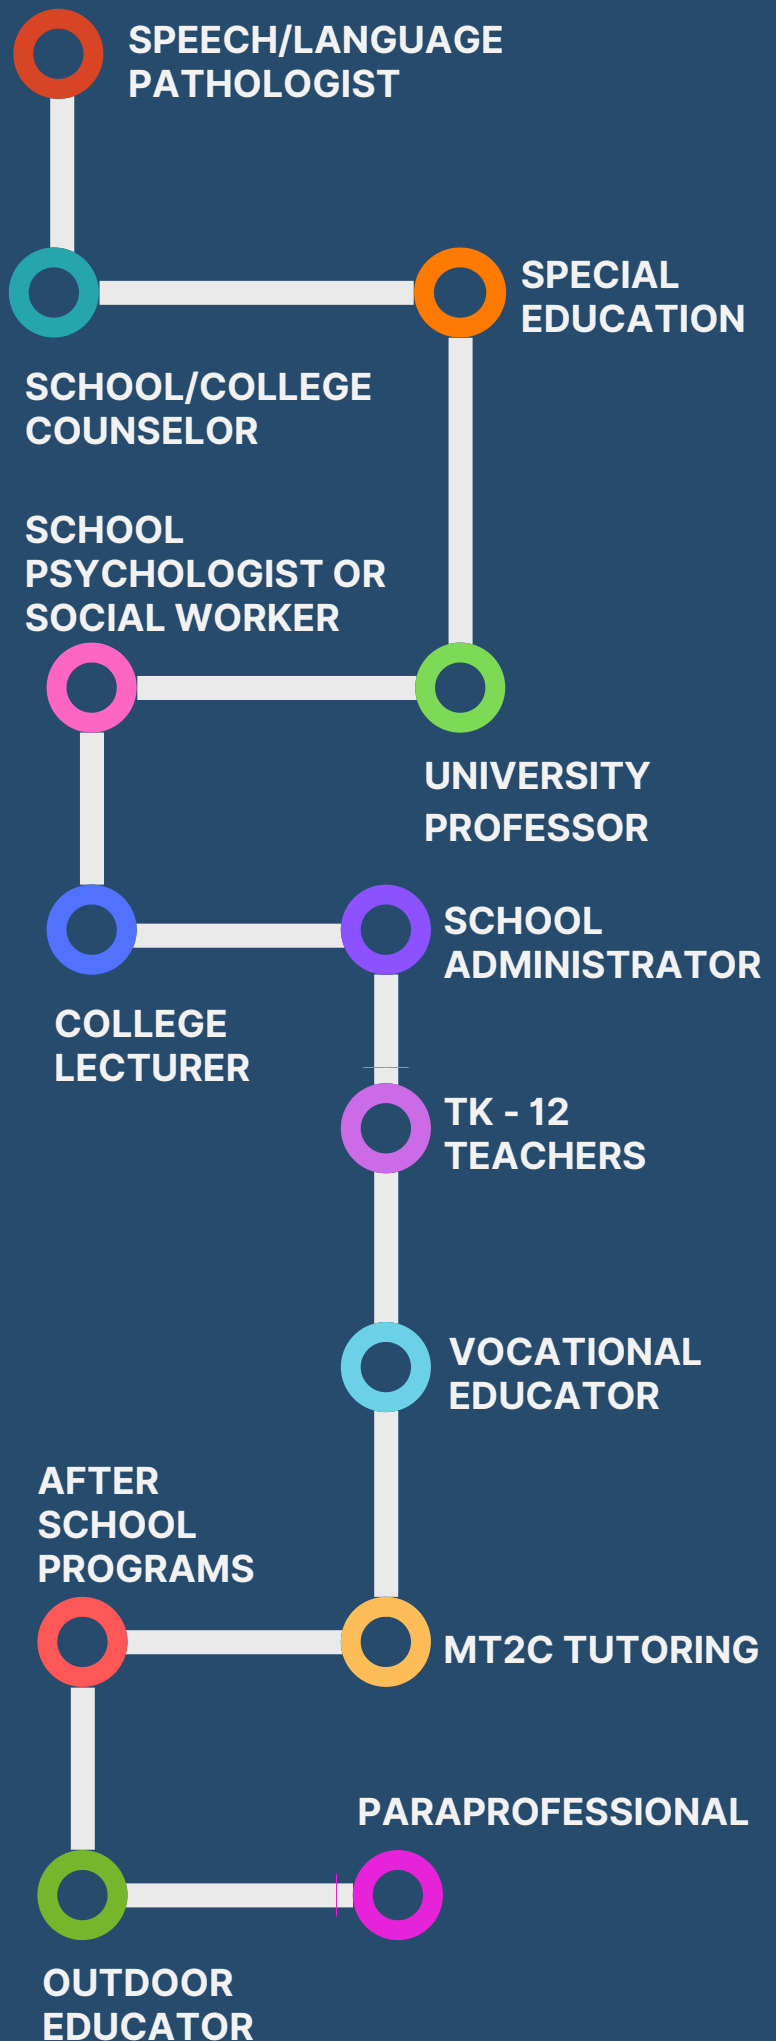 SPEECH/LANGUAGE
PATHOLOGIST
SPECIAL
EDUCATION
SCHOOL/COLLEGE
COUNSELOR
SCHOOL
PSYCHOLOGIST OR
SOCIAL WORKER
UNIVERSITY
PROFESSOR
SCHOOL
ADMINISTRATOR
COLLEGE
LECTURER
TK - 12
TEACHERS
VOCATIONAL
EDUCATOR
AFTER
SCHOOL
PROGRAMS
MT2C TUTORING
PARAPROFESSIONAL
OUTDOOR
EDUCATOR